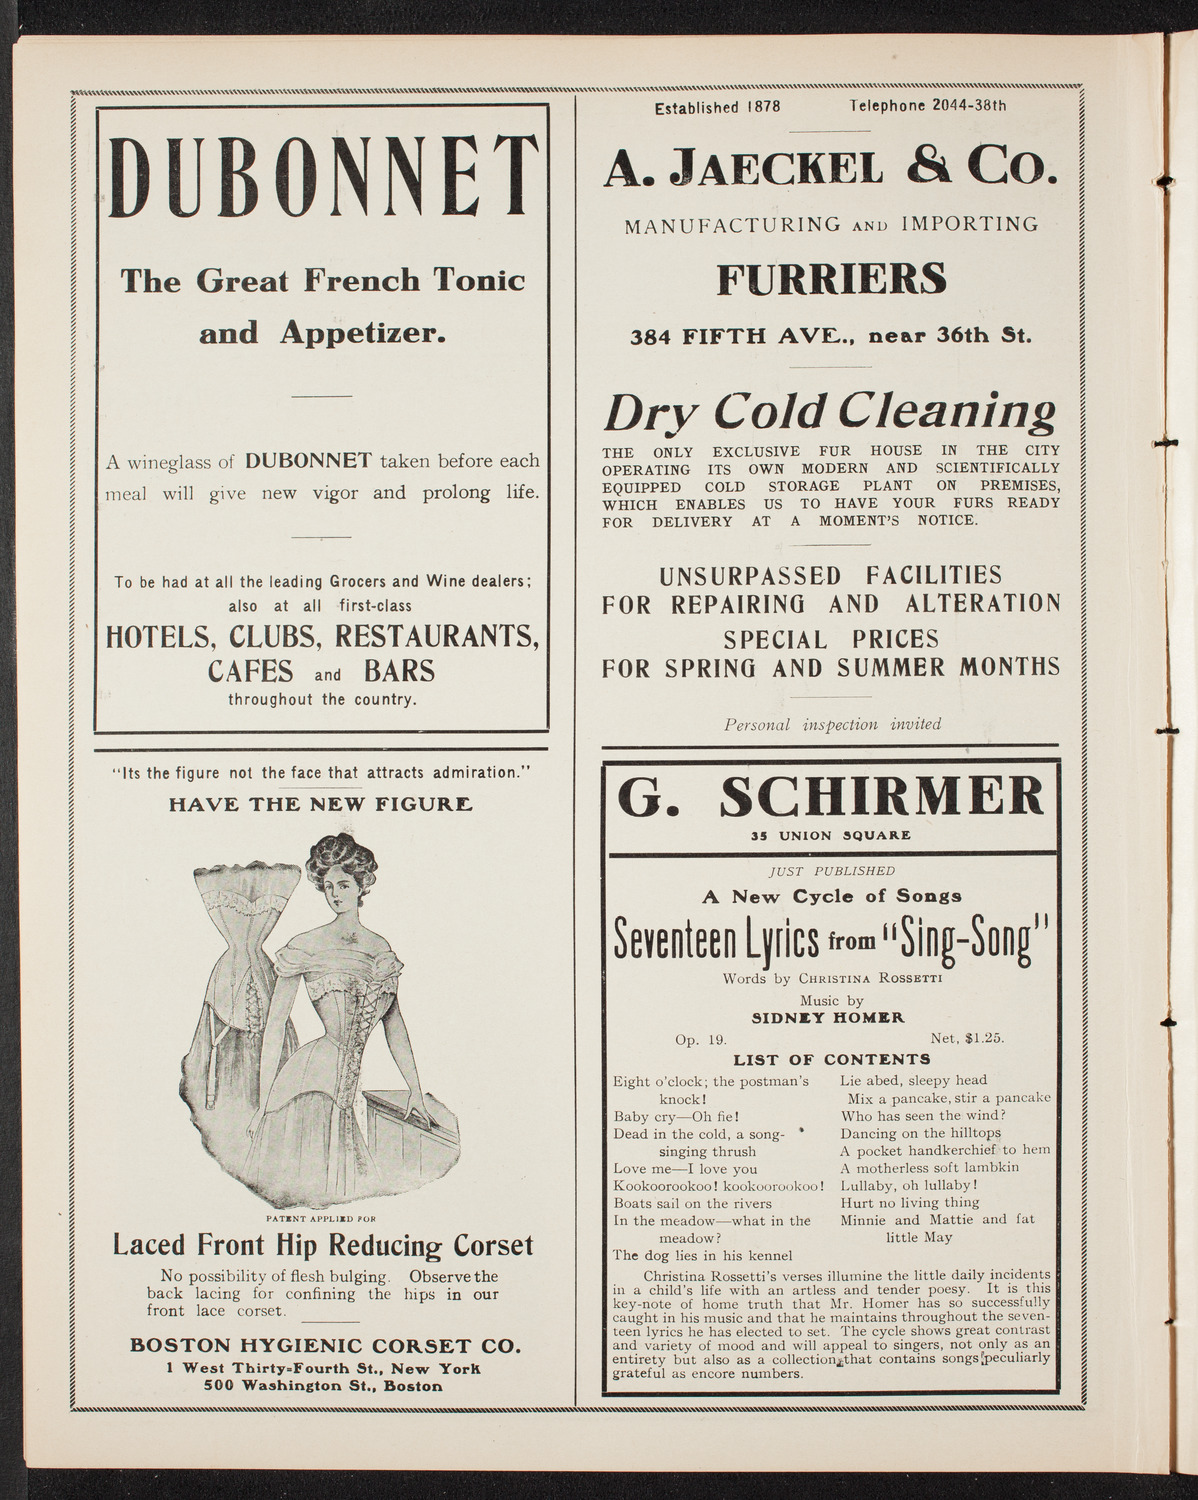 DUBONNET
The Great French Tonic
and Appetizer.
A wineglass of DUBONNET taken before each
meal will give new vigor and prolong life.
To be had at all the leading Grocers and Wine dealers;
also at all first-class
HOTELS, CLUBS, RESTAURANTS,
CAFES and BARS
throughout the country.
"Its the figure not the face that attracts admiration."
HAVE THE NEW FIGURE
PATENT APPLIED FOR
Laced Front Hip Reducing Corset
No possibility of flesh bulging. Observe the
back lacing for confining the hips in our
front lace corset.
BOSTON HYGIENIC CORSET CO.
1 West Thirty-Fourth St., New York
500 Washington St., Boston
Established 1878 Telephone 2044-38th
A. JAECKEL & CO.
MANUFACTURING AND IMPORTING
FURRIERS
384 FIFTH AVE., near 36th St.
Dry Cold Cleaning
THE ONLY EXCLUSIVE FUR HOUSE IN THE CITY
OPERATING ITS OWN MODERN AND SCIENTIFICALLY
EQUIPPED COLD STORAGE PLANT ON PREMISES,
WHICH ENABLES US TO HAVE YOUR FURS READY
FOR DELIVERY AT A MOMENT'S NOTICE.
UNSURPASSED FACILITIES
FOR REPAIRING AND ALTERATION
SPECIAL PRICES
FOR SPRING AND SUMMER MONTHS
Personal inspection invited
G. SCHIRMER
35 UNION SQUARE
JUST PUBLISHED
A New Cycle of Songs
Seventeen Lyrics from "Sing-Song"
Words by CHRISTINA ROSSETTI
Music by
SIDNEY HOMER
Op. 19. Net, $1.25.
LIST OF CONTENTS
Eight o'clock; the postman's
knock!
Baby cry—Oh fie!
Dead in the cold, a song-
singing thrush
Love me—I love you
Kookoorookoo! kookoorookoo!
Boats sail on the rivers
In the meadow—what in the
meadow?
The dog lies in his kennel
Lie abed, sleepy head
Mix a pancake, stir a pancake
Who has seen the wind?
Dancing on the hilltops
A pocket handkerchief to hem
A motherless soft lambkin
Lullaby, oh lullaby!
Hurt no living thing
Minnie and Mattie and fat
little May
Christina Rossetti's verses illumine the little daily incidents
in a child's life with an artless and tender poesy. It is this
key-note of home truth that Mr. Homer has so successfully
caught in his music and that he maintains throughout the seven-
teen lyrics he has elected to set. The cycle shows great contrast
and variety of mood and will appeal to singers, not only as an
entirety but also as a collection that contains songs peculiarly
grateful as encore numbers.